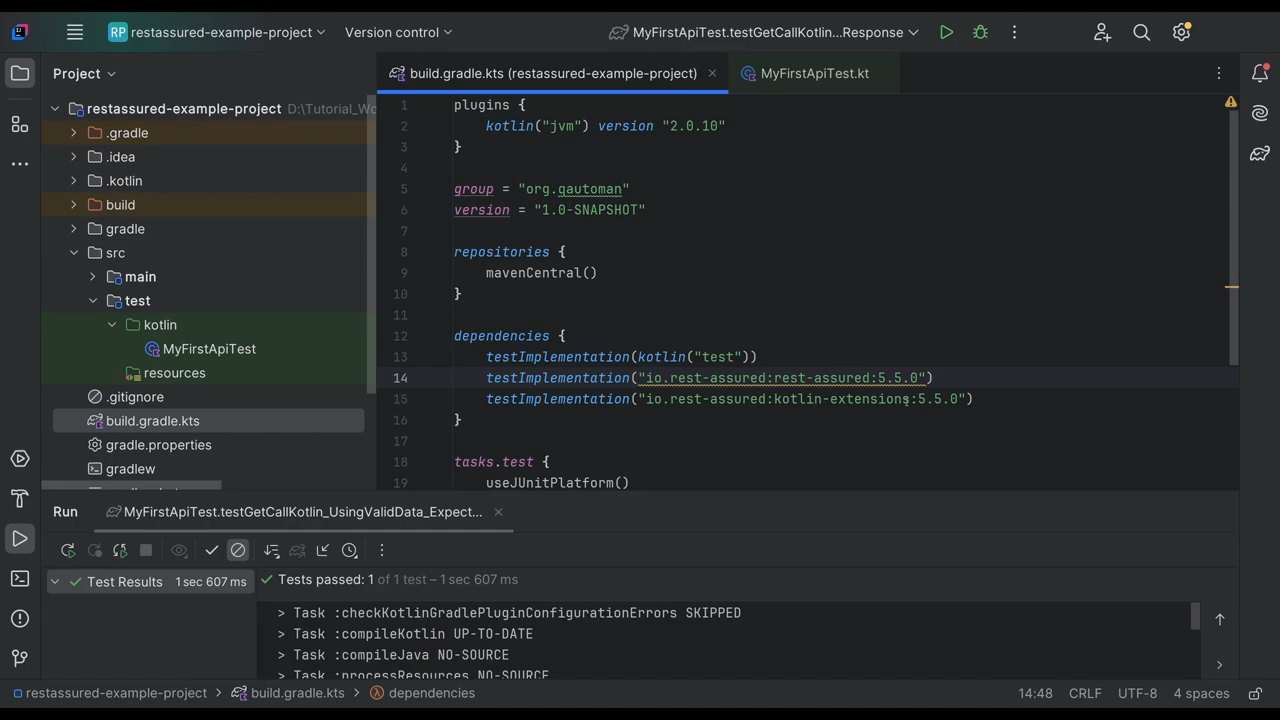 RP restassured-example-project Version control MyFirstApiTest.testGetCallKotlin...Response
Project
build.gradle.kts (restassured-example-project)
MyFirstApiTest.kt
restassured-example-project D:\Tutorial_Wo
.gradle
.idea
.kotlin
build
gradle
src
main
test
kotlin
MyFirstApiTest
resources
.gitignore
build.gradle.kts
gradle.properties
gradlew
1 plugins {
2 kotlin("jvm") version "2.0.10"
3 }
4
5 group = "org.qautoman"
6 version = "1.0-SNAPSHOT"
7
8 repositories {
9 mavenCentral()
10 }
11
12 dependencies {
13 testImplementation(kotlin("test"))
14 testImplementation("io.rest-assured:rest-assured:5.5.0")
15 testImplementation("io.rest-assured:kotlin-extensions:5.5.0")
16 }
17
18 tasks.test {
19 useJUnitPlatform()
Run MyFirstApiTest.testGetCallKotlin_UsingValidData_Expect...
Test Results 1 sec 607 ms
Tests passed: 1 of 1 test – 1 sec 607 ms
> Task :checkKotlinGradlePluginConfigurationErrors SKIPPED
> Task :compileKotlin UP-TO-DATE
> Task :compileJava NO-SOURCE
> Task :processResources NO-SOURCE
restassured-example-project > build.gradle.kts > dependencies
14:48 CRLF UTF-8 4 spaces